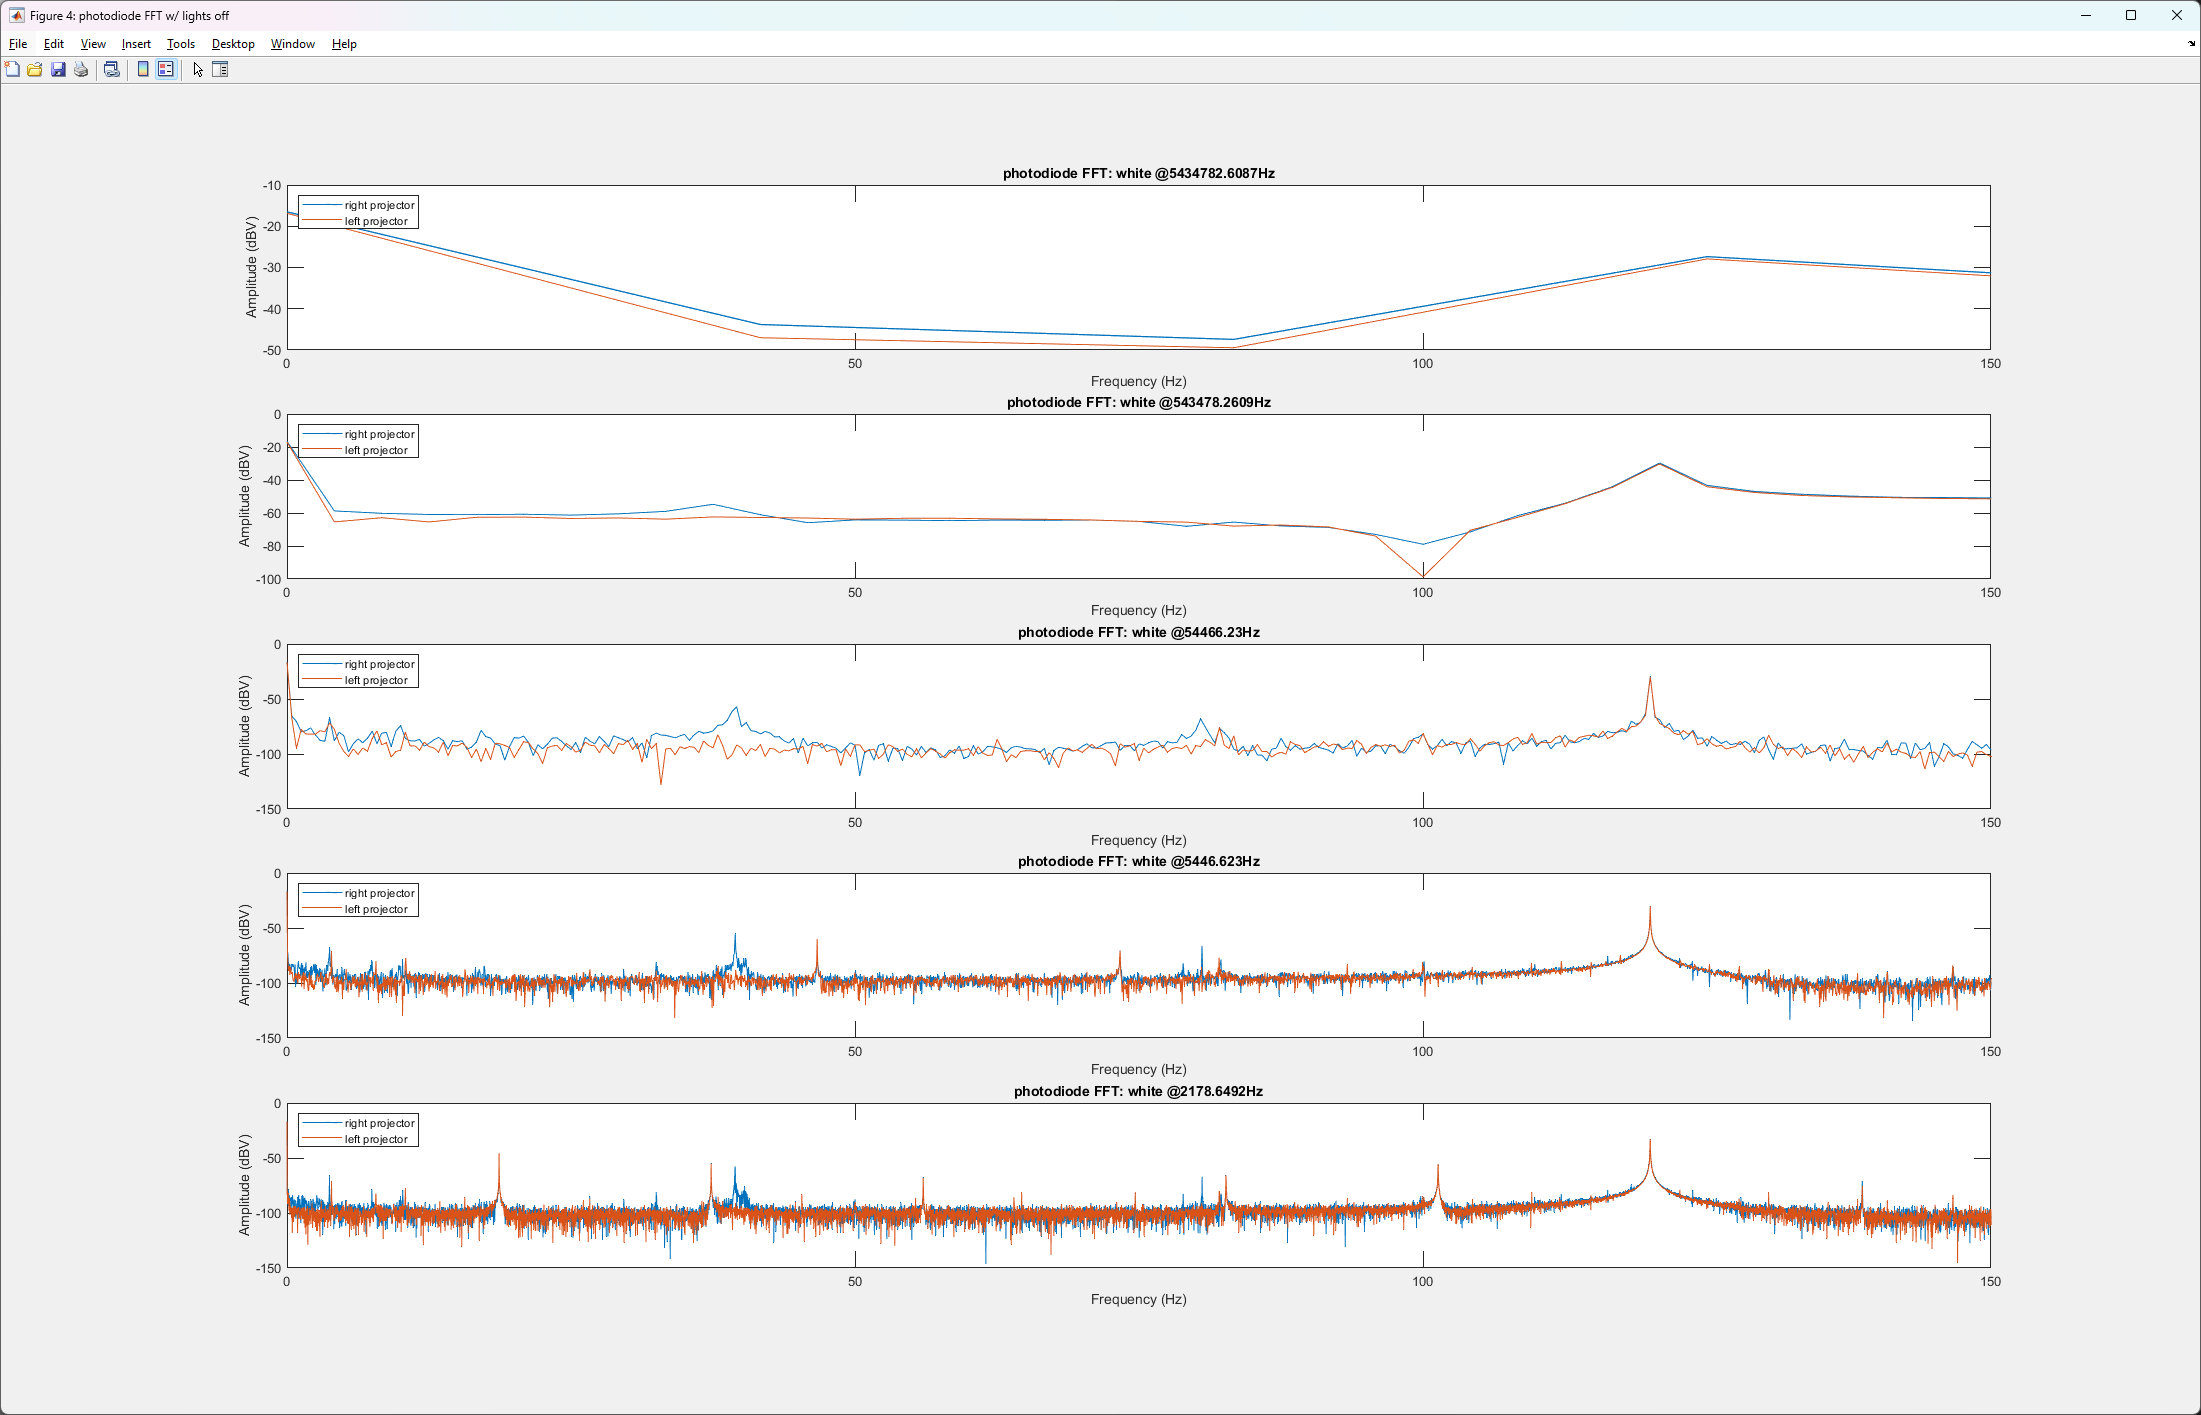 Figure 4: photodiode FFT w/ lights off
File Edit View Insert Tools Desktop Window Help
photodiode FFT: white @5434782.6087Hz
Amplitude (dBV)
-10
-20
-30
-40
-50
right projector
left projector
0 50 100 150
Frequency (Hz)
photodiode FFT: white @543478.2609Hz
Amplitude (dBV)
0
-20
-40
-60
-80
-100
right projector
left projector
0 50 100 150
Frequency (Hz)
photodiode FFT: white @54466.23Hz
Amplitude (dBV)
0
-50
-100
-150
right projector
left projector
0 50 100 150
Frequency (Hz)
photodiode FFT: white @5446.623Hz
Amplitude (dBV)
0
-50
-100
-150
right projector
left projector
0 50 100 150
Frequency (Hz)
photodiode FFT: white @2178.6492Hz
Amplitude (dBV)
0
-50
-100
-150
right projector
left projector
0 50 100 150
Frequency (Hz)